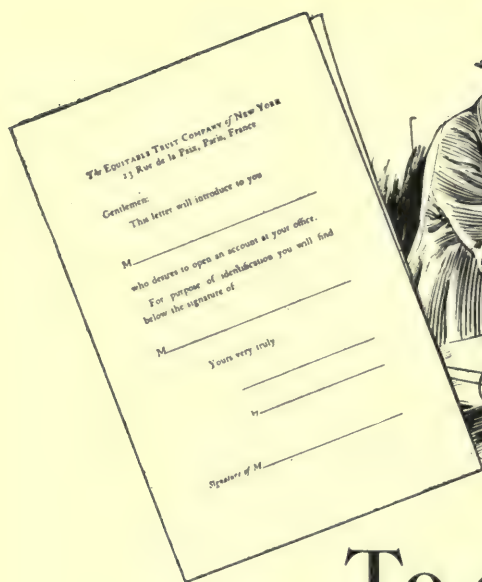 The EQUITABLE TRUST COMPANY of NEW YORK
23 Rue de la Paix, Paris, France
Gentlemen:
This letter will introduce to you
M
who desires to open an account at your office.
For purpose of identification you will find
below the signature of
M
Yours very truly
by
Signature of M
To